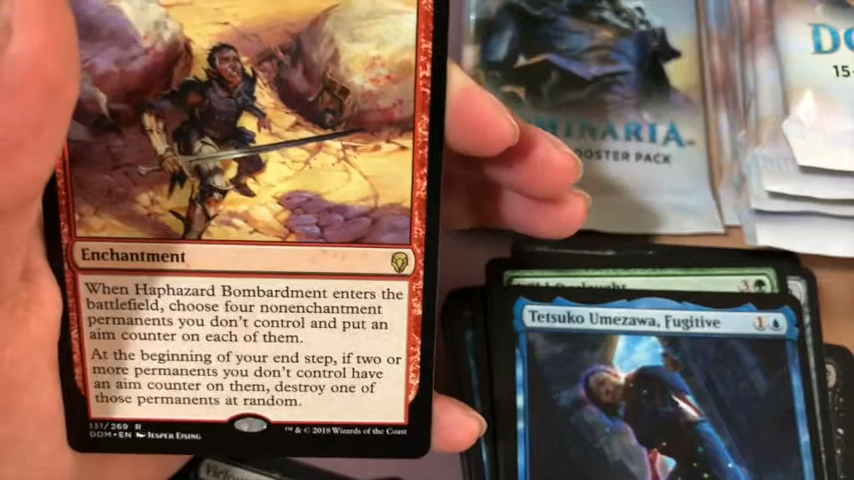 Enchantment
When Haphazard Bombardment enters the
battlefield, choose four nonenchantment
permanents you don't control and put an
aim counter on each of them.
At the beginning of your end step, if two or
more permanents you don't control have
an aim counter on them, destroy one of
those permanents at random.
131/269 R
DOM • EN Jesper Ejsing
™ & © 2018 Wizards of the Coast
DOMINARIA
BOOSTER PACK
DO
15-
3
Tetsuko Umezawa, Fugitive
1